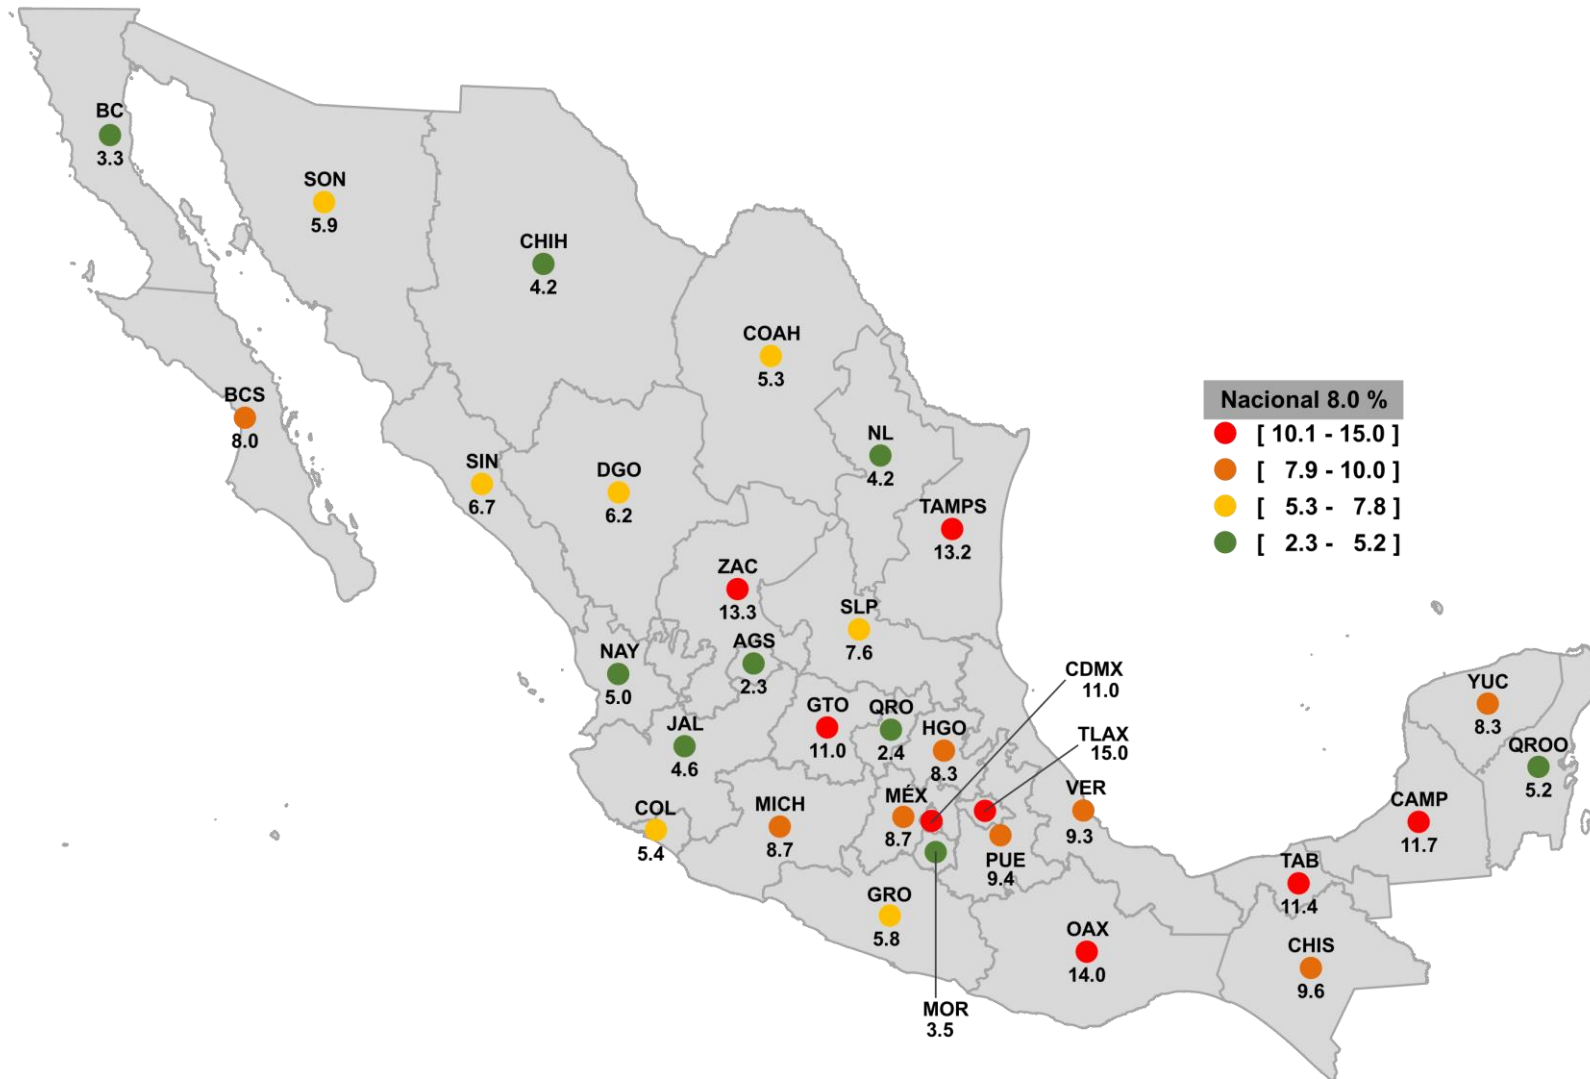 BC
3.3
SON
5.9
CHIH
4.2
COAH
5.3
BCS
8.0
NL
4.2
SIN
6.7
DGO
6.2
TAMPS
13.2
ZAC
13.3
SLP
7.6
NAY
5.0
AGS
2.3
JAL
4.6
GTO
11.0
QRO
2.4
HGO
8.3
CDMX
11.0
TLAX
15.0
COL
5.4
MICH
8.7
MÉX
8.7
PUE
9.4
VER
9.3
GRO
5.8
MOR
3.5
OAX
14.0
TAB
11.4
CHIS
9.6
CAMP
11.7
YUC
8.3
QROO
5.2
Nacional 8.0 %
[ 10.1 - 15.0 ]
[ 7.9 - 10.0 ]
[ 5.3 - 7.8 ]
[ 2.3 - 5.2 ]